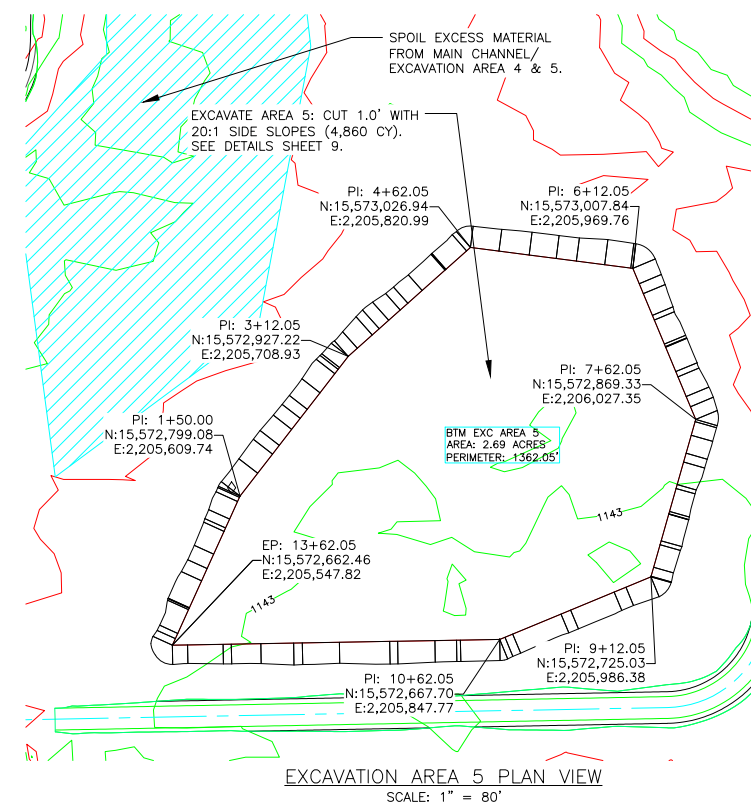 SPOIL EXCESS MATERIAL
FROM MAIN CHANNEL/
EXCAVATION AREA 4 & 5.
EXCAVATE AREA 5: CUT 1.0' WITH
20:1 SIDE SLOPES (4,860 CY).
SEE DETAILS SHEET 9.
PI: 4+62.05
N:15,573,026.94
E:2,205,820.99
PI: 6+12.05
N:15,573,007.84
E:2,205,969.76
PI: 3+12.05
N:15,572,927.22
E:2,205,708.93
PI: 7+62.05
N:15,572,869.33
E:2,206,027.35
PI: 1+50.00
N:15,572,799.08
E:2,205,609.74
BTM EXC AREA 5
AREA: 2.69 ACRES
PERIMETER: 1362.05'
1143
EP: 13+62.05
N:15,572,662.46
E:2,205,547.82
1143
PI: 9+12.05
N:15,572,725.03
E:2,205,986.38
PI: 10+62.05
N:15,572,667.70
E:2,205,847.77
EXCAVATION AREA 5 PLAN VIEW
SCALE: 1" = 80'